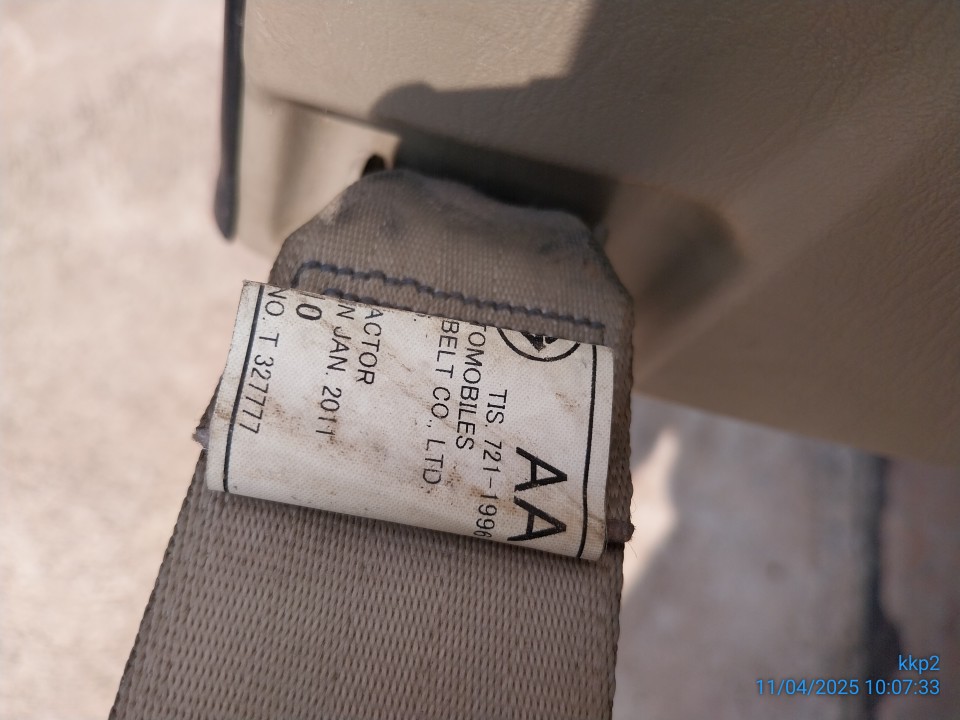 AA
TIS. 721-1996
TOMOBILES
BELT CO., LTD.
ACTOR
N JAN. 2011
0
NO. T 327777
kkp2
11/04/2025 10:07:33